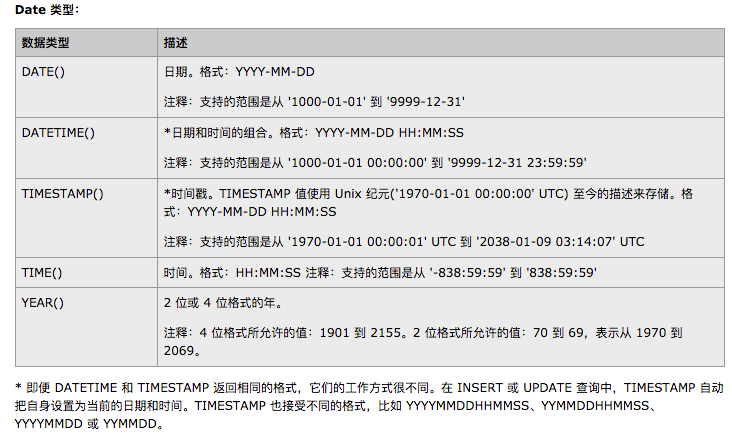 Date 类型：
数据类型 描述
DATE() 日期。格式：YYYY-MM-DD
注释：支持的范围是从 '1000-01-01' 到 '9999-12-31'
DATETIME() *日期和时间的组合。格式：YYYY-MM-DD HH:MM:SS
注释：支持的范围是从 '1000-01-01 00:00:00' 到 '9999-12-31 23:59:59'
TIMESTAMP() *时间戳。TIMESTAMP 值使用 Unix 纪元('1970-01-01 00:00:00' UTC) 至今的描述来存储。格
式：YYYY-MM-DD HH:MM:SS
注释：支持的范围是从 '1970-01-01 00:00:01' UTC 到 '2038-01-09 03:14:07' UTC
TIME() 时间。格式：HH:MM:SS 注释：支持的范围是从 '-838:59:59' 到 '838:59:59'
YEAR() 2 位或 4 位格式的年。
注释：4 位格式所允许的值：1901 到 2155。2 位格式所允许的值：70 到 69，表示从 1970 到
2069。
* 即便 DATETIME 和 TIMESTAMP 返回相同的格式，它们的工作方式很不同。在 INSERT 或 UPDATE 查询中，TIMESTAMP 自动
把自身设置为当前的日期和时间。TIMESTAMP 也接受不同的格式，比如 YYYYMMDDHHMMSS、YYMMDDHHMMSS、
YYYYMMDD 或 YYMMDD。